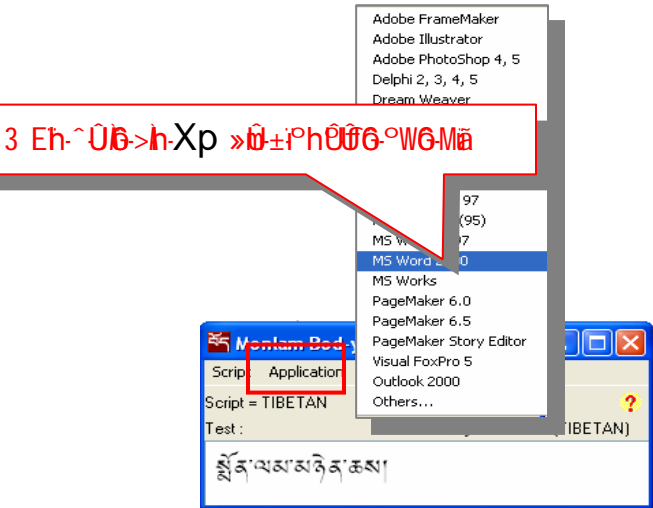 Adobe FrameMaker
Adobe Illustrator
Adobe PhotoShop 4, 5
Delphi 2, 3, 4, 5
Dream Weaver
97
(95)
MS Word
MS Works
PageMaker 6.0
PageMaker 6.5
PageMaker Story Editor
Visual FoxPro 5
Outlook 2000
Others...
Monlam Bod-y
Script Application
Script = TIBETAN
?
Test : TIBETAN)
སྨོན་ལམ་མཉེན་ཆས།